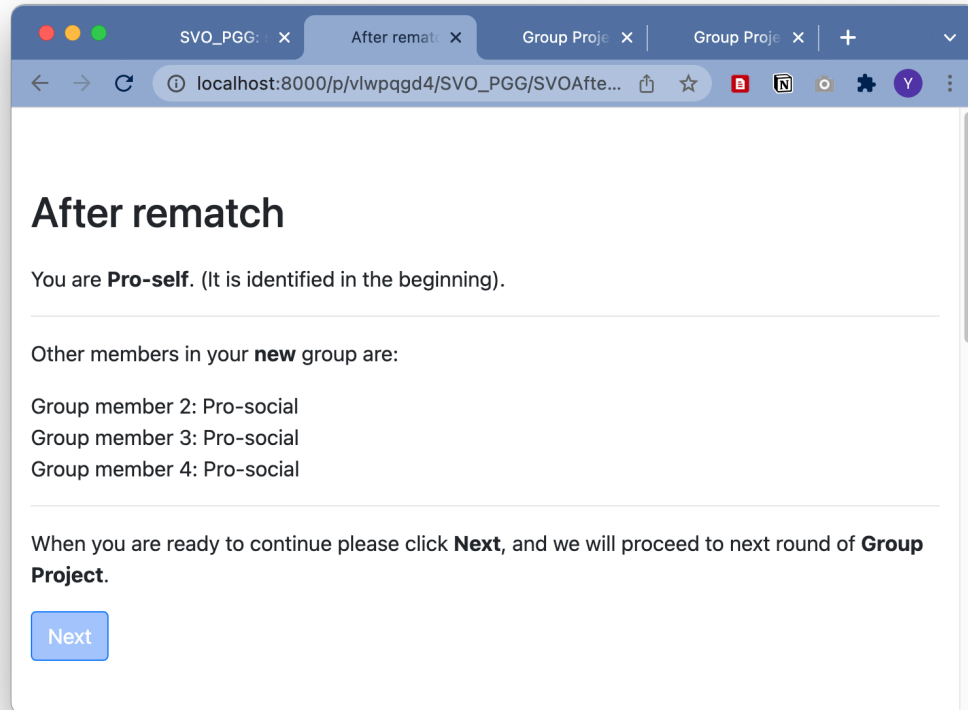 SVO_PGG:
After remat
Group Proje
Group Proje
localhost:8000/p/vlwpqgd4/SVO_PGG/SVOAfte...
N
Y
After rematch
You are Pro-self. (It is identified in the beginning).
Other members in your new group are:
Group member 2: Pro-social
Group member 3: Pro-social
Group member 4: Pro-social
When you are ready to continue please click Next, and we will proceed to next round of Group
Project.
Next